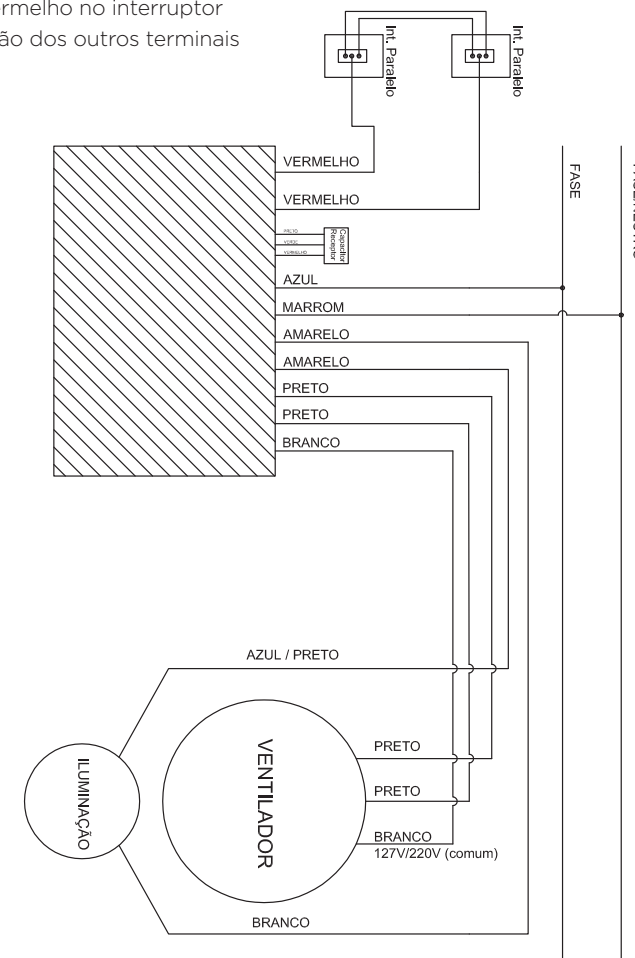 ermelho no interruptor
ão dos outros terminais
Int. Paralelo
Int. Paralelo
VERMELHO
VERMELHO
FASE
PRETO
VERDE
VERMELHO
Capacitor
Receptor
AZUL
MARROM
AMARELO
AMARELO
PRETO
PRETO
BRANCO
AZUL / PRETO
VENTILADOR
ILUMINAÇÃO
PRETO
PRETO
BRANCO
127V/220V (comum)
BRANCO